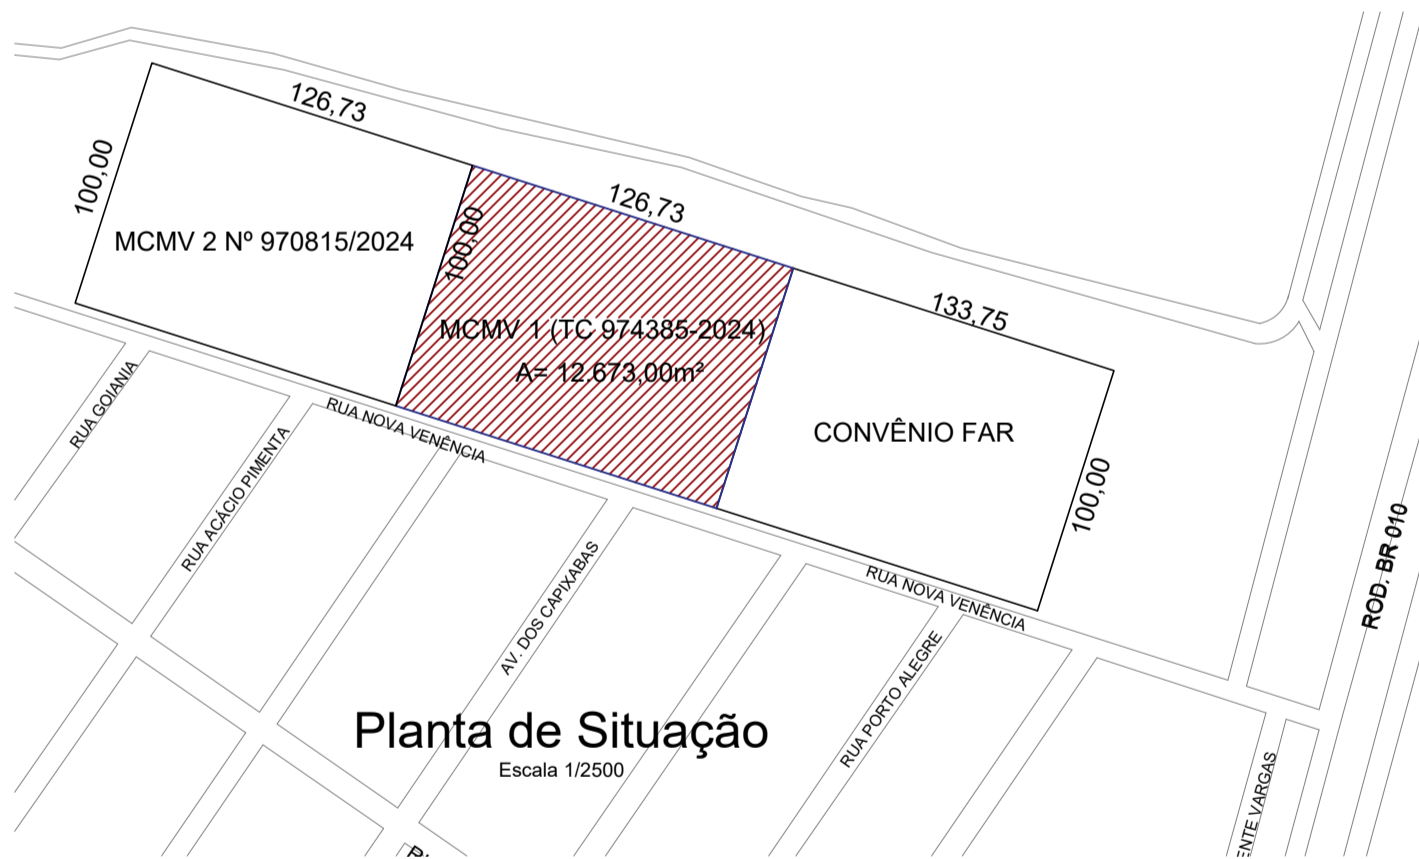 126,73
100,00
MCMV 2 Nº 970815/2024
126,73
100,00
MCMV 1 (TC 974385-2024)
A= 12.673,00m²
133,75
CONVÊNIO FAR
100,00
RUA GOIANIA
RUA ACÁCIO PIMENTA
RUA NOVA VENÊNCIA
AV. DOS CAPIXABAS
RUA NOVA VENÊNCIA
RUA PORTO ALEGRE
ROD. BR 010
Planta de Situação
Escala 1/2500
ENTE VARGAS